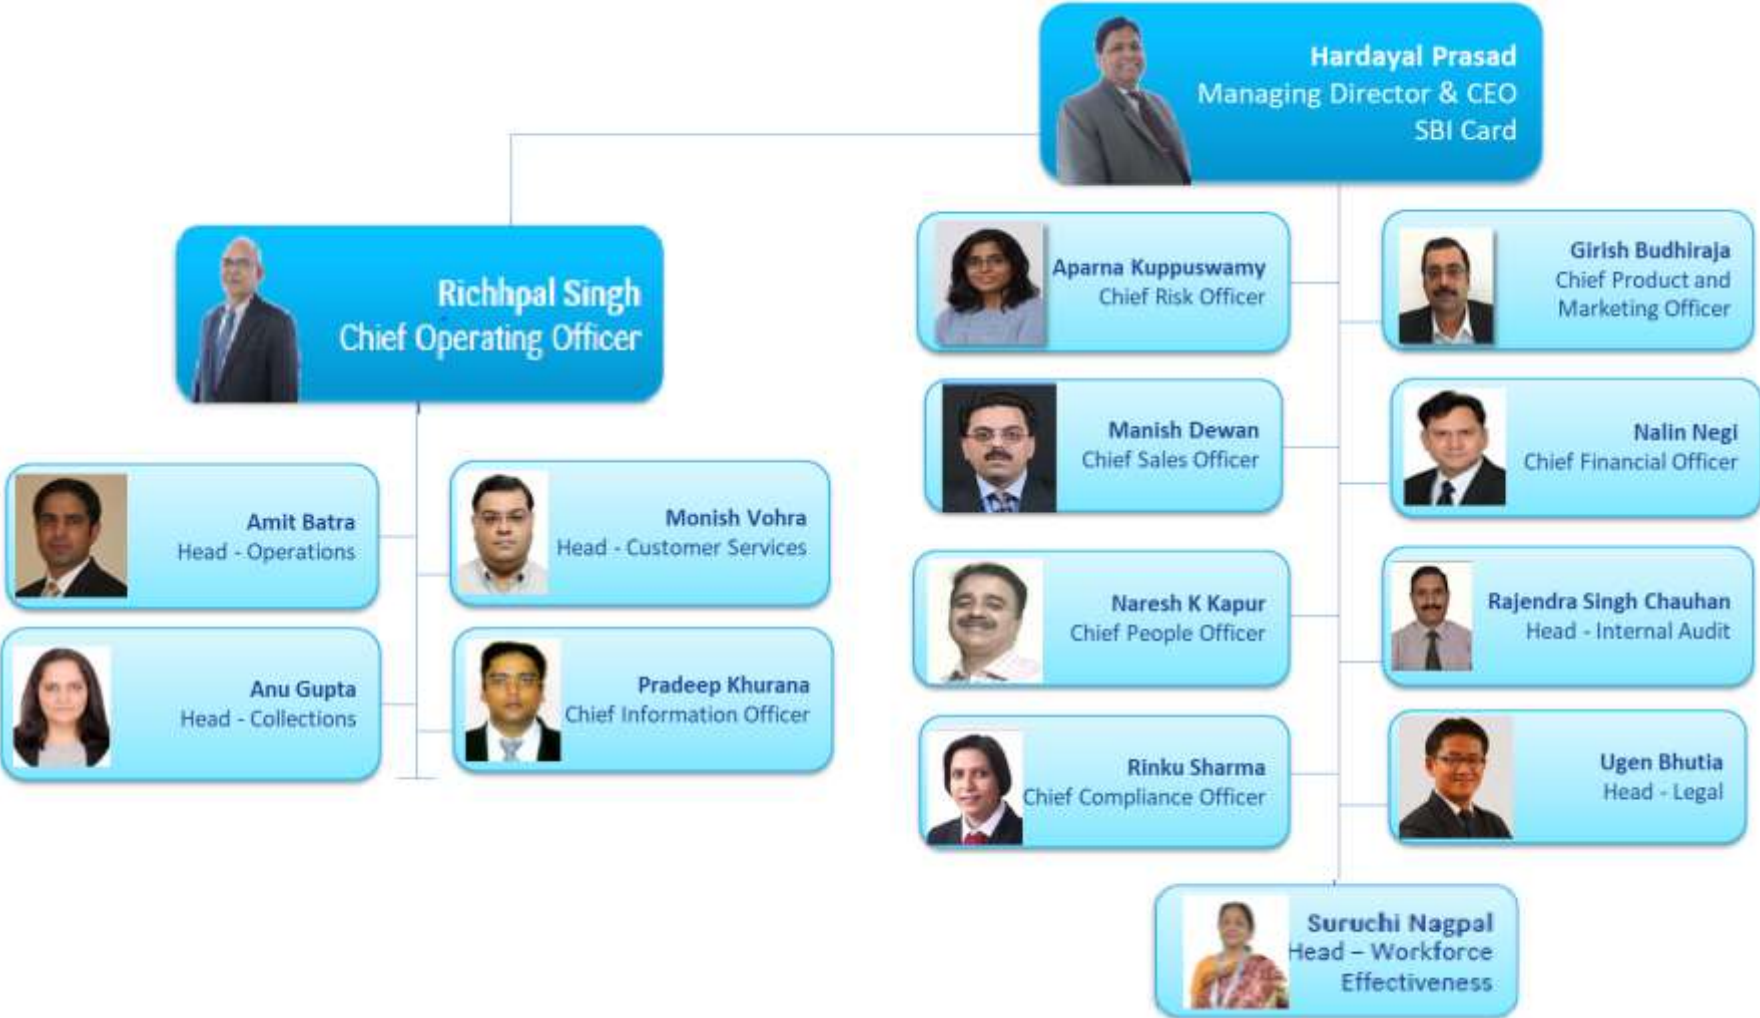 Hardayal Prasad
Managing Director & CEO
SBI Card
Richhpal Singh
Chief Operating Officer
Amit Batra
Head - Operations
Monish Vohra
Head - Customer Services
Anu Gupta
Head - Collections
Pradeep Khurana
Chief Information Officer
Aparna Kuppuswamy
Chief Risk Officer
Girish Budhiraja
Chief Product and
Marketing Officer
Manish Dewan
Chief Sales Officer
Nalin Negi
Chief Financial Officer
Naresh K Kapur
Chief People Officer
Rajendra Singh Chauhan
Head - Internal Audit
Rinku Sharma
Chief Compliance Officer
Ugen Bhutia
Head - Legal
Suruchi Nagpal
Head – Workforce
Effectiveness